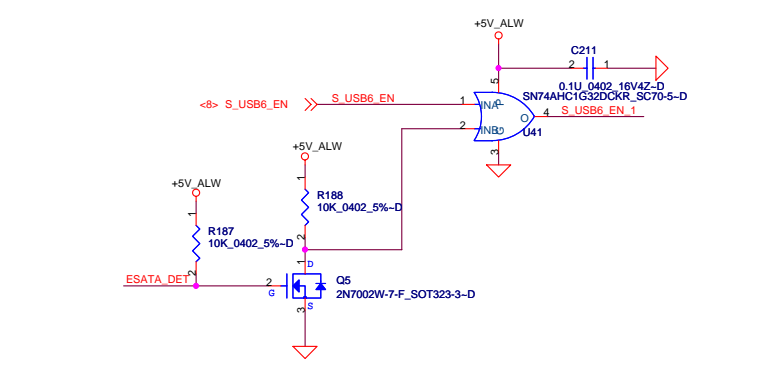 +5V_ALW
C211
2
1
5
0.1U_0402_16V4Z~D
SN74AHC1G32DCKR_SC70-5~D
<8> S_USB6_EN
S_USB6_EN
1
INA
P
O
4
S_USB6_EN_1
2
INB
G
U41
3
+5V_ALW
1
R188
10K_0402_5%~D
2
+5V_ALW
1
R187
10K_0402_5%~D
2
ESATA_DET
1
D
2
G
Q5
2N7002W-7-F_SOT323-3~D
3
S